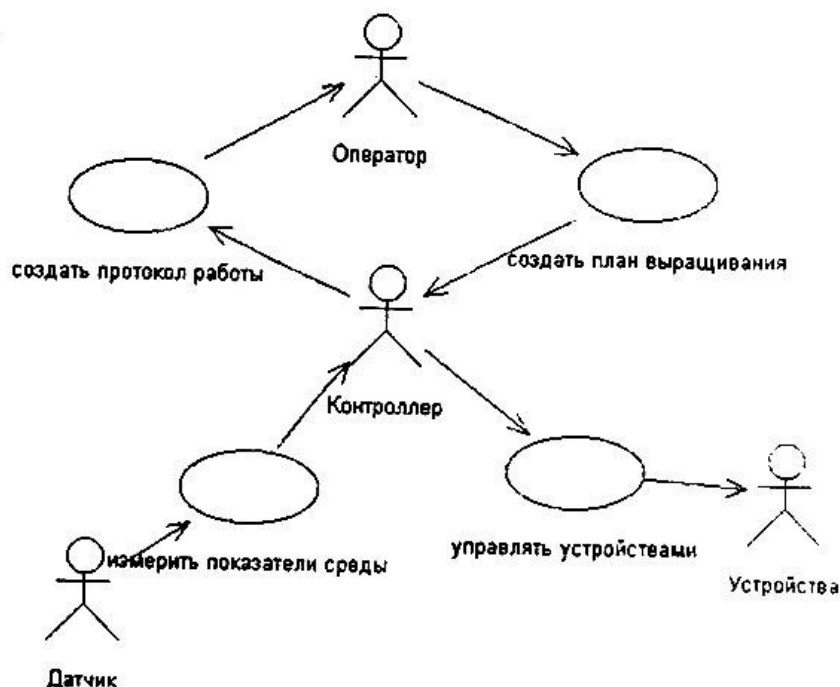 Оператор
создать протокол работы
создать план выращивания
Контроллер
измерить показатели среды
управлять устройствами
Устройства
Датчик